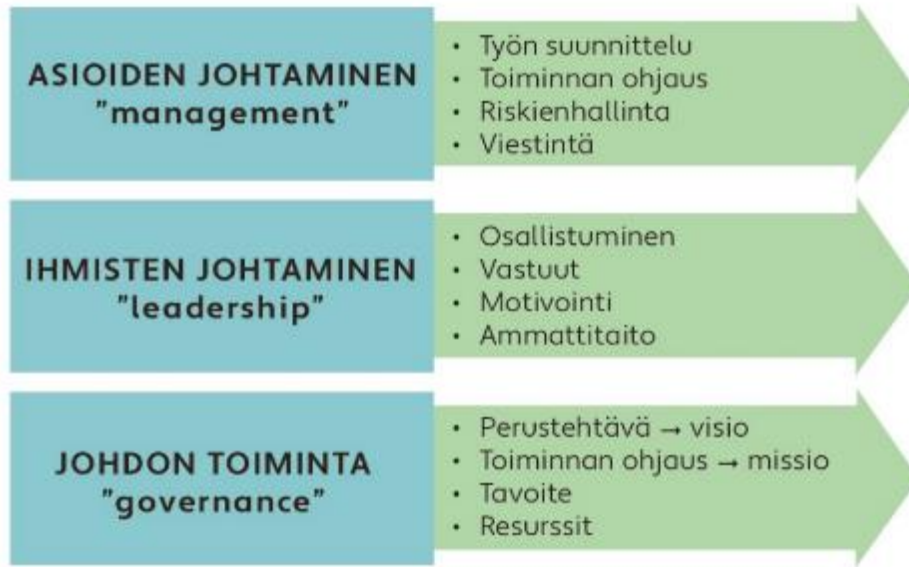 ASIOIDEN JOHTAMINEN
"management"
• Työn suunnittelu
• Toiminnan ohjaus
• Riskienhallinta
• Viestintä
IHMISTEN JOHTAMINEN
"leadership"
• Osallistuminen
• Vastuut
• Motivointi
• Ammattitaito
JOHDON TOIMINTA
"governance"
• Perustehtävä → visio
• Toiminnan ohjaus → missio
• Tavoite
• Resurssit